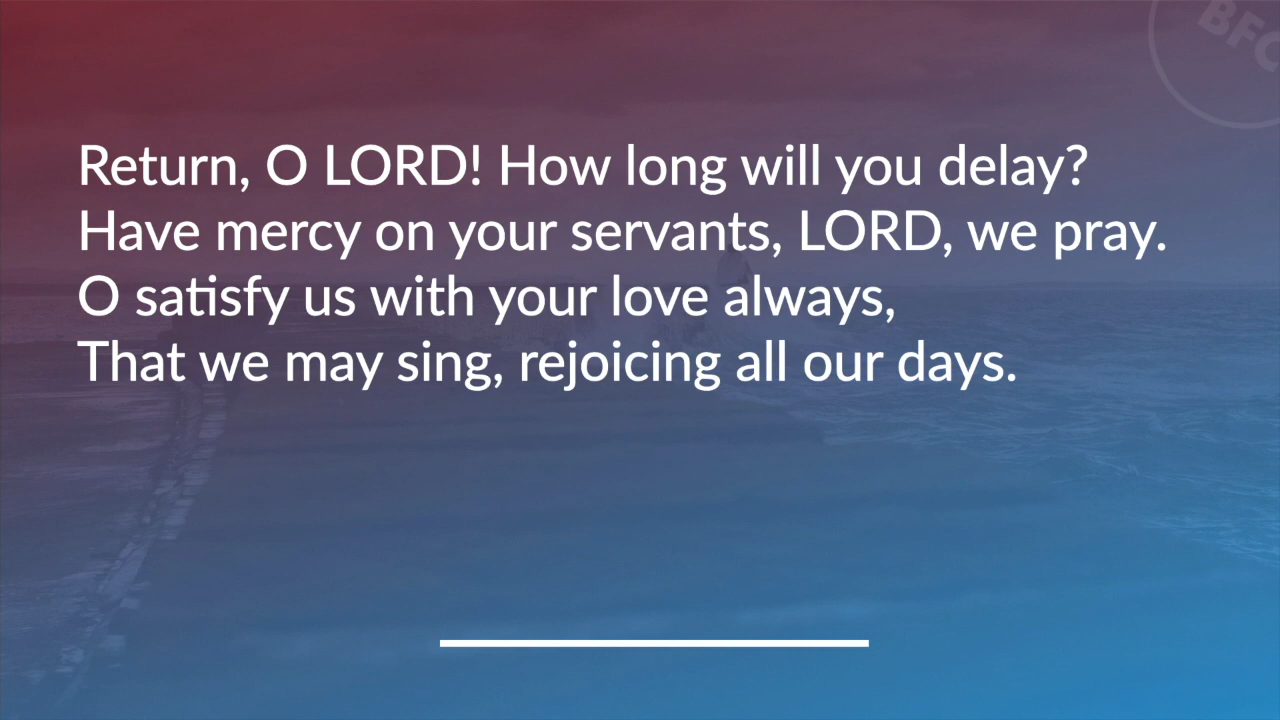 BFC
Return, O LORD! How long will you delay?
Have mercy on your servants, LORD, we pray.
O satisfy us with your love always,
That we may sing, rejoicing all our days.